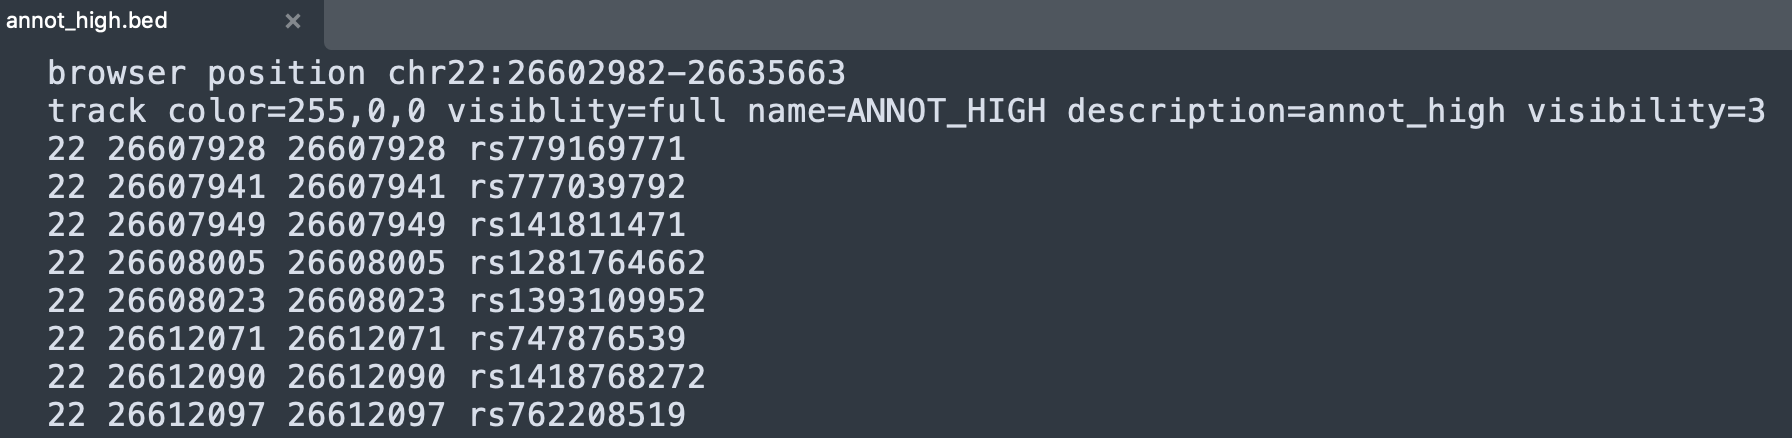 annot_high.bed ×
browser position chr22:26602982-26635663
track color=255,0,0 visiblity=full name=ANNOT_HIGH description=annot_high visibility=3
22 26607928 26607928 rs779169771
22 26607941 26607941 rs777039792
22 26607949 26607949 rs141811471
22 26608005 26608005 rs1281764662
22 26608023 26608023 rs1393109952
22 26612071 26612071 rs747876539
22 26612090 26612090 rs1418768272
22 26612097 26612097 rs762208519